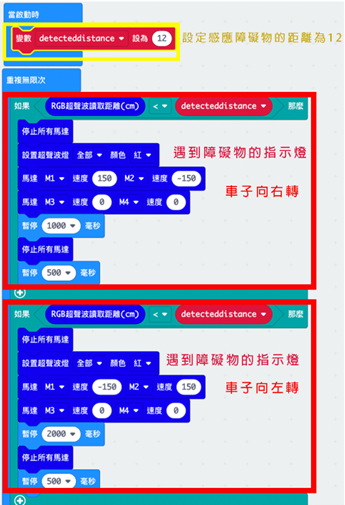 當啟動時
變數 detecteddistance ▾ 設為 12 設定感應障礙物的距離為12
重複無限次
如果 RGB超聲波讀取距離(cm) < ▾ detecteddistance ▾ 那麼
停止所有馬達
設置超聲波燈 全部 ▾ 顏色 紅 ▾ 遇到障礙物的指示燈
馬達 M1 ▾ 速度 150 M2 ▾ -150
車子向右轉
馬達 M3 ▾ 速度 0 M4 ▾ 速度 0
暫停 1000 ▾ 毫秒
停止所有馬達
暫停 500 ▾ 毫秒
如果 RGB超聲波讀取距離(cm) < ▾ detecteddistance ▾ 那麼
停止所有馬達
設置超聲波燈 全部 ▾ 顏色 紅 ▾ 遇到障礙物的指示燈
馬達 M1 ▾ 速度 -150 M2 ▾ 速度 150 車子向左轉
馬達 M3 ▾ 速度 0 M4 ▾ 速度 0
暫停 2000 ▾ 毫秒
停止所有馬達
暫停 500 ▾ 毫秒